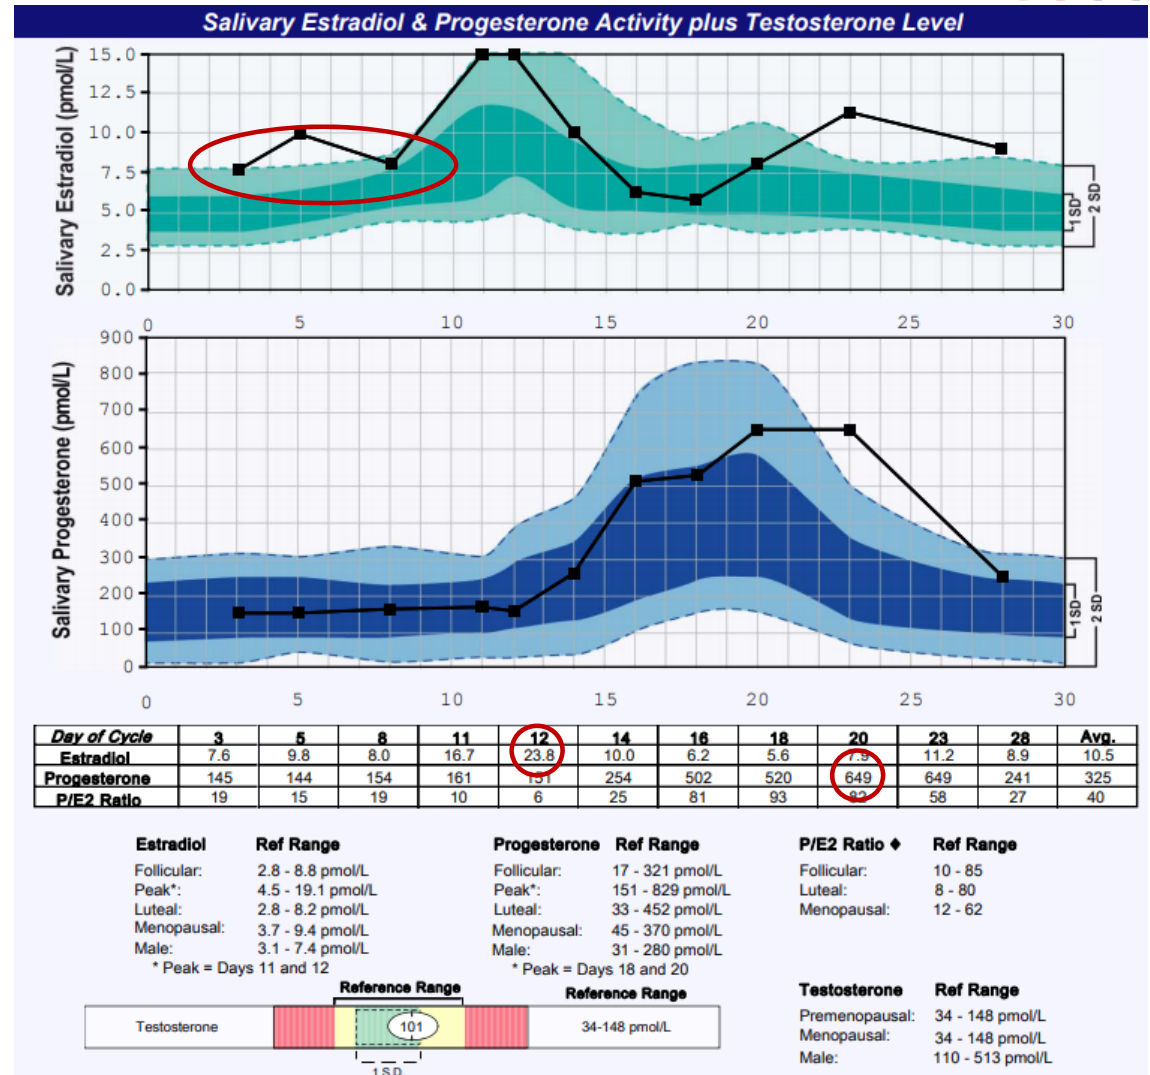 Salivary Estradiol & Progesterone Activity plus Testosterone Level
Salivary Estradiol (pmol/L)
15.0
12.5
10.0
7.5
5.0
2.5
0.0
1 SD
2 SD
0 5 10 15 20 25 30
Salivary Progesterone (pmol/L)
900
800
700
600
500
400
300
200
100
0
1 SD
2 SD
0 5 10 15 20 25 30
Day of Cycle 3 5 8 11 12 14 16 18 20 23 28 Avg.
Estradiol 7.6 9.8 8.0 16.7 23.8 10.0 6.2 5.6 7.9 11.2 8.9 10.5
Progesterone 145 144 154 161 151 254 502 520 649 649 241 325
P/E2 Ratio 19 15 19 10 6 25 81 93 82 58 27 40
Estradiol Ref Range
Follicular: 2.8 - 8.8 pmol/L
Peak*: 4.5 - 19.1 pmol/L
Luteal: 2.8 - 8.2 pmol/L
Menopausal: 3.7 - 9.4 pmol/L
Male: 3.1 - 7.4 pmol/L
* Peak = Days 11 and 12
Progesterone Ref Range
Follicular: 17 - 321 pmol/L
Peak*: 151 - 829 pmol/L
Luteal: 33 - 452 pmol/L
Menopausal: 45 - 370 pmol/L
Male: 31 - 280 pmol/L
* Peak = Days 18 and 20
P/E2 Ratio ♦ Ref Range
Follicular: 10 - 85
Luteal: 8 - 80
Menopausal: 12 - 62
Reference Range
Reference Range
Testosterone 101 34-148 pmol/L
1 S.D.
Testosterone Ref Range
Premenopausal: 34 - 148 pmol/L
Menopausal: 34 - 148 pmol/L
Male: 110 - 513 pmol/L